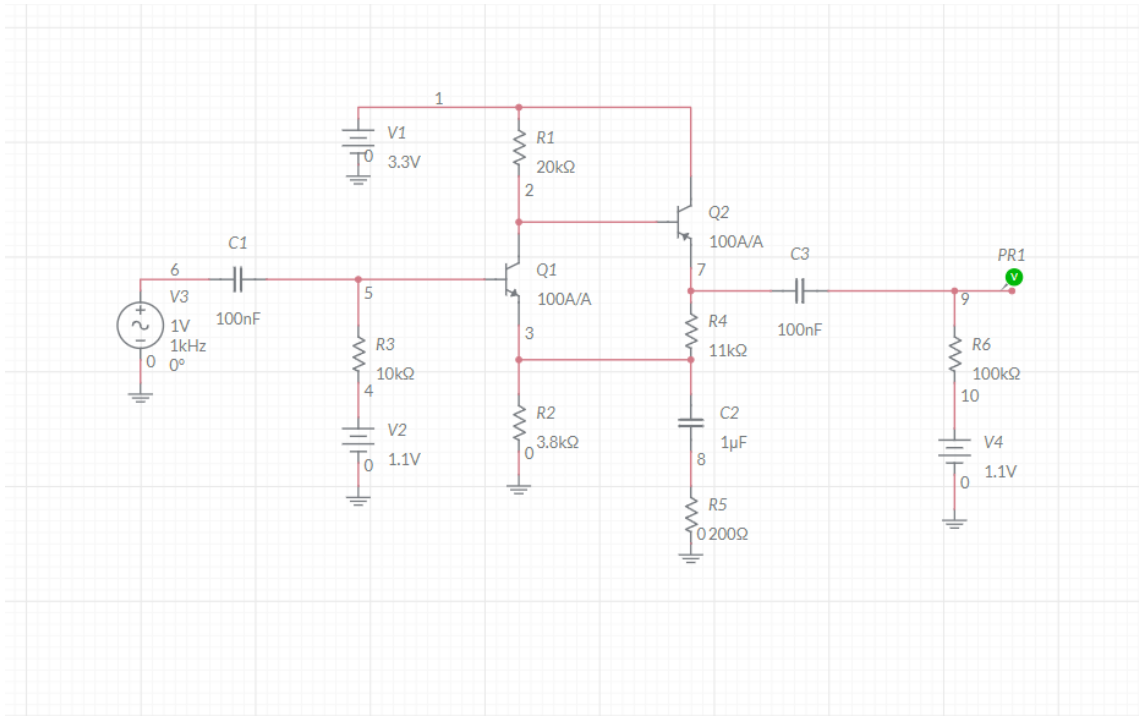 1
V1
0
3.3V
R1
20kΩ
2
Q2
100A/A
C1
6
V3
1V
1kHz
0°
0
100nF
5
Q1
100A/A
7
C3
100nF
PR1
V
9
3
R3
10kΩ
4
R4
11kΩ
R6
100kΩ
10
V2
1.1V
0
R2
3.8kΩ
0
C2
1µF
8
V4
1.1V
0
R5
0
200Ω